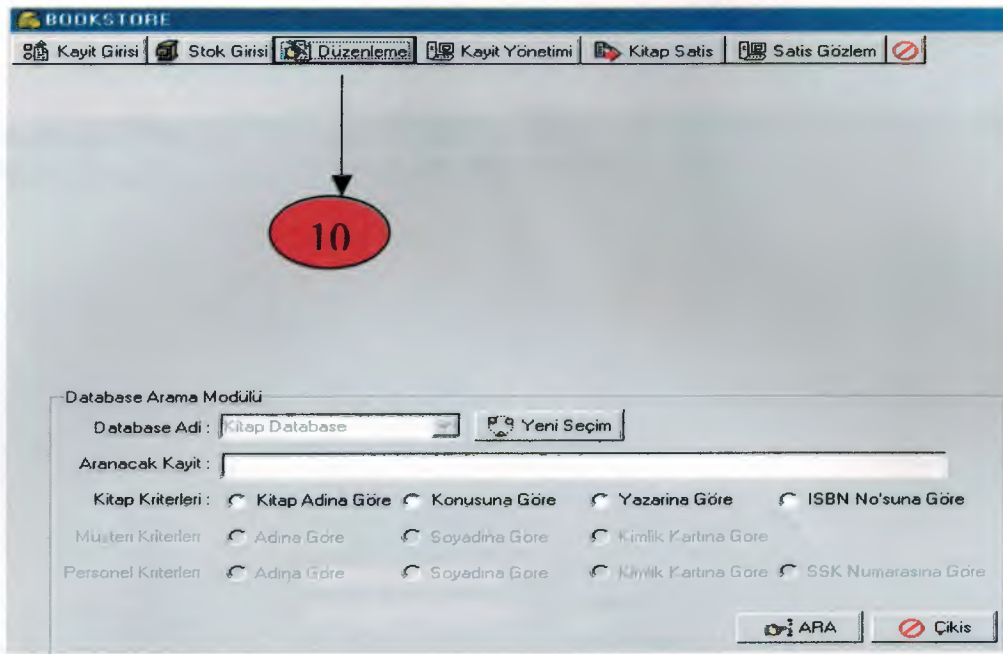 BOOKSTORE
Kayit Girisi Stok Girisi Düzenleme Kayit Yönetimi Kitap Satis Satis Gözlem
10
Database Arama Modülü
Database Adi : Kitap Database Yeni Seçim
Aranacak Kayit :
Kitap Kriterleri : Kitap Adina Göre Konusuna Göre Yazarina Göre ISBN No'suna Göre
Müsteri Kriterleri Adina Göre Soyadina Göre Kimlik Kartina Göre
Personel Kriterleri Adina Göre Soyadina Göre Kimlik Kartina Göre SSK Numarasina Göre
ARA Çikis